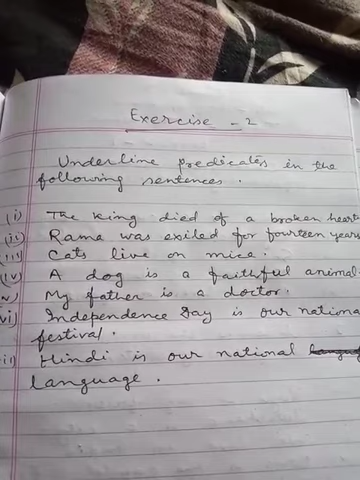 Exercise - 2
Underline predicates in the
following sentences.
(i) The king died of a broken heart
(ii) Rama was exiled for fourteen years
(iii) Cats live on mice.
(iv) A dog is a faithful animal.
v) My father is a doctor.
vi) Independence Day is our nationa
festival.
ii) Hindi is our national
language.